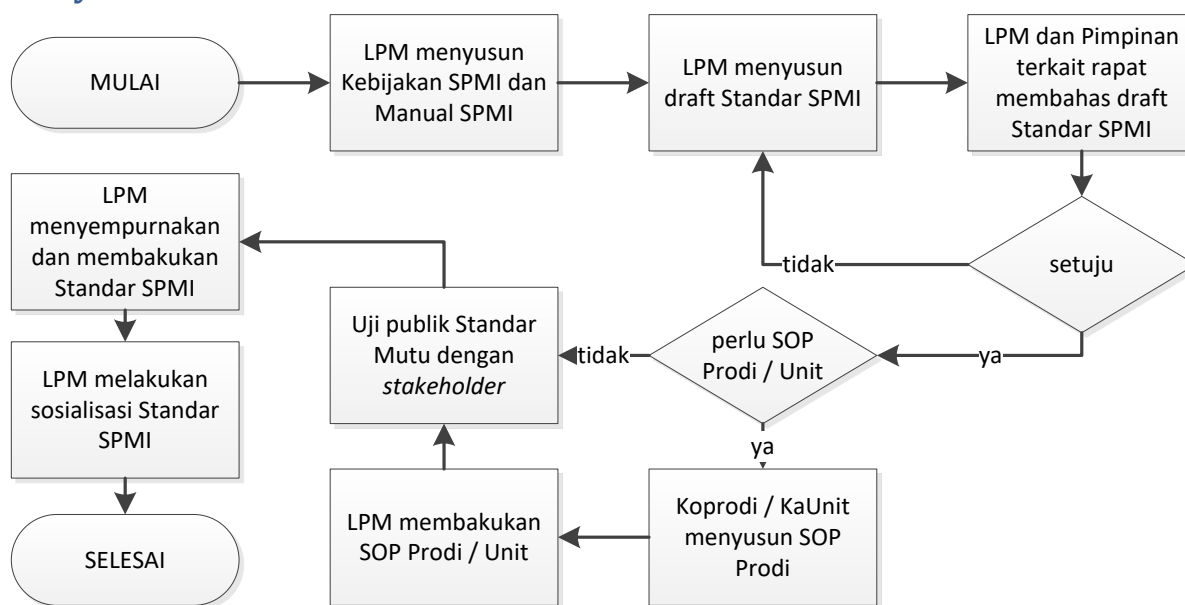 MULAI
LPM menyusun
Kebijakan SPMI dan
Manual SPMI
LPM menyusun
draft Standar SPMI
LPM dan Pimpinan
terkait rapat
membahas draft
Standar SPMI
setuju
tidak
ya
perlu SOP
Prodi / Unit
tidak
ya
Koprodi / KaUnit
menyusun SOP
Prodi
LPM membakukan
SOP Prodi / Unit
Uji publik Standar
Mutu dengan
stakeholder
LPM
menyempurnakan
dan membakukan
Standar SPMI
LPM melakukan
sosialisasi Standar
SPMI
SELESAI